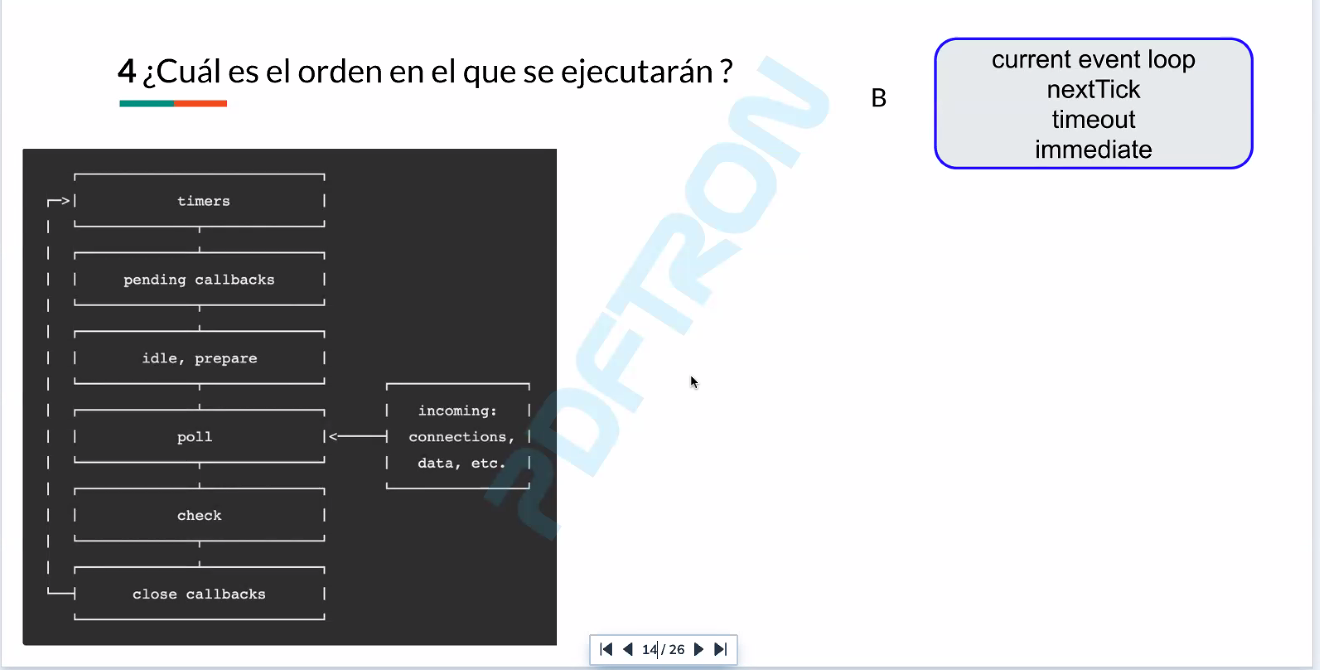 4 ¿Cuál es el orden en el que se ejecutarán ?
B
current event loop
nextTick
timeout
immediate
timers
pending callbacks
idle, prepare
poll
incoming:
connections,
data, etc.
check
close callbacks
PDFTRON
14 / 26